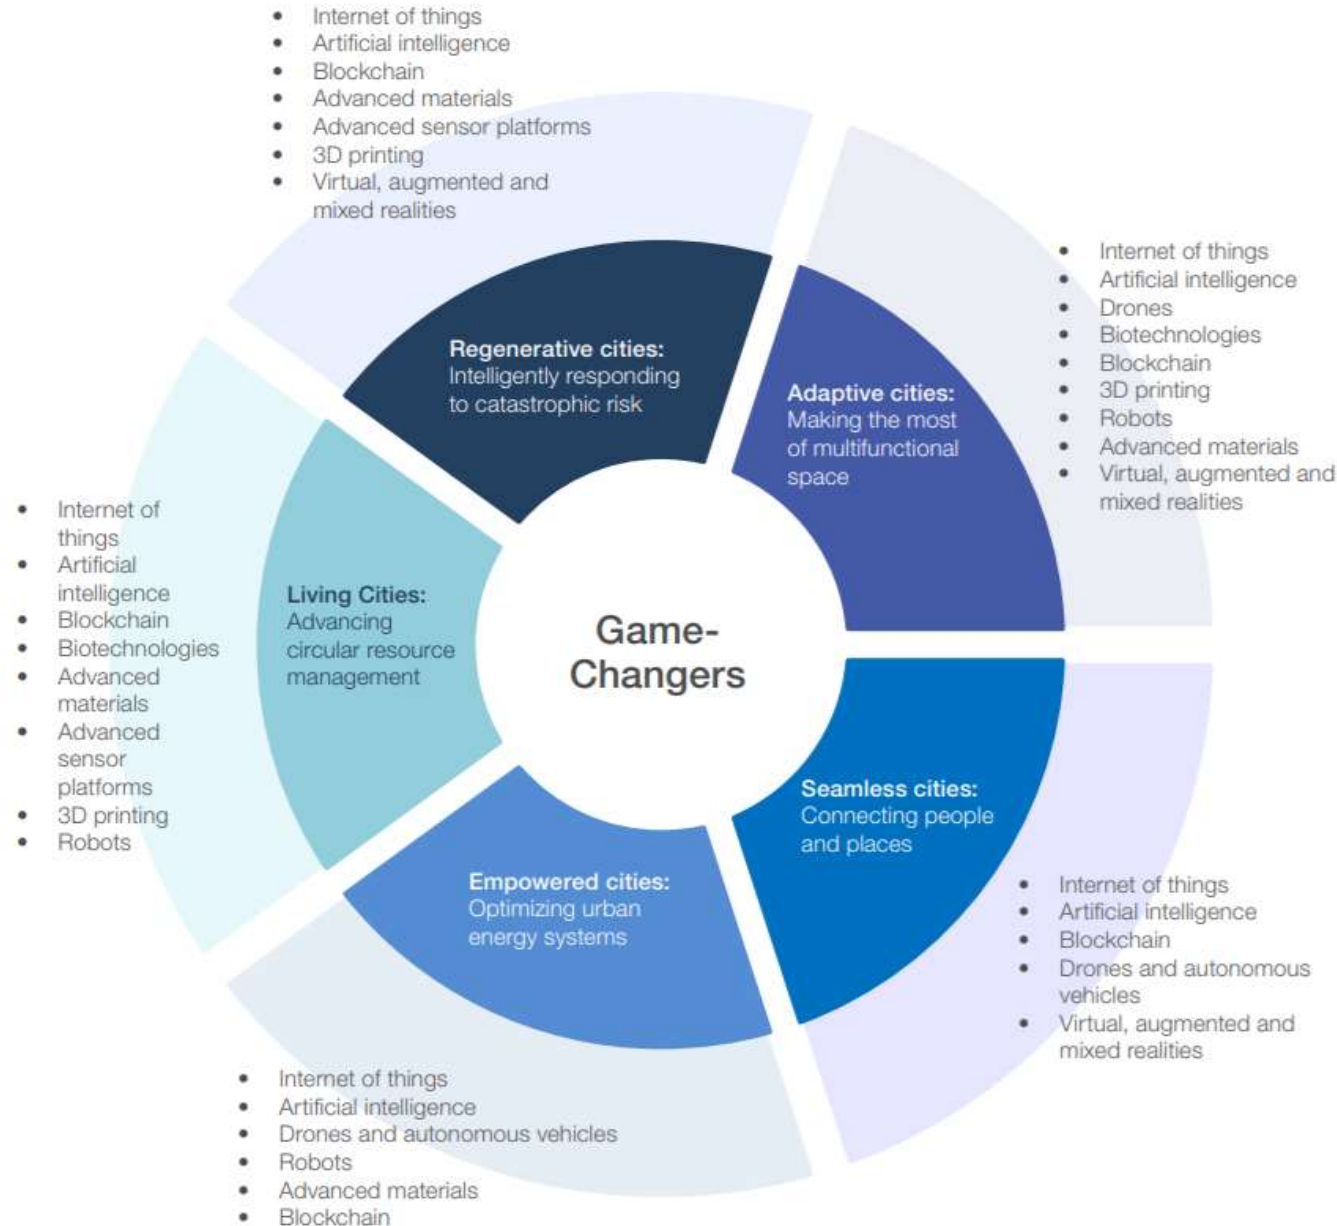 • Internet of things
• Artificial intelligence
• Blockchain
• Advanced materials
• Advanced sensor platforms
• 3D printing
• Virtual, augmented and
mixed realities
Regenerative cities:
Intelligently responding
to catastrophic risk
Adaptive cities:
Making the most
of multifunctional
space
• Internet of things
• Artificial intelligence
• Drones
• Biotechnologies
• Blockchain
• 3D printing
• Robots
• Advanced materials
• Virtual, augmented and
mixed realities
• Internet of
things
• Artificial
intelligence
• Blockchain
• Biotechnologies
• Advanced
materials
• Advanced
sensor
platforms
• 3D printing
• Robots
Living Cities:
Advancing
circular resource
management
Game-
Changers
Seamless cities:
Connecting people
and places
• Internet of things
• Artificial intelligence
• Blockchain
• Drones and autonomous
vehicles
• Virtual, augmented and
mixed realities
Empowered cities:
Optimizing urban
energy systems
• Internet of things
• Artificial intelligence
• Drones and autonomous vehicles
• Robots
• Advanced materials
• Blockchain